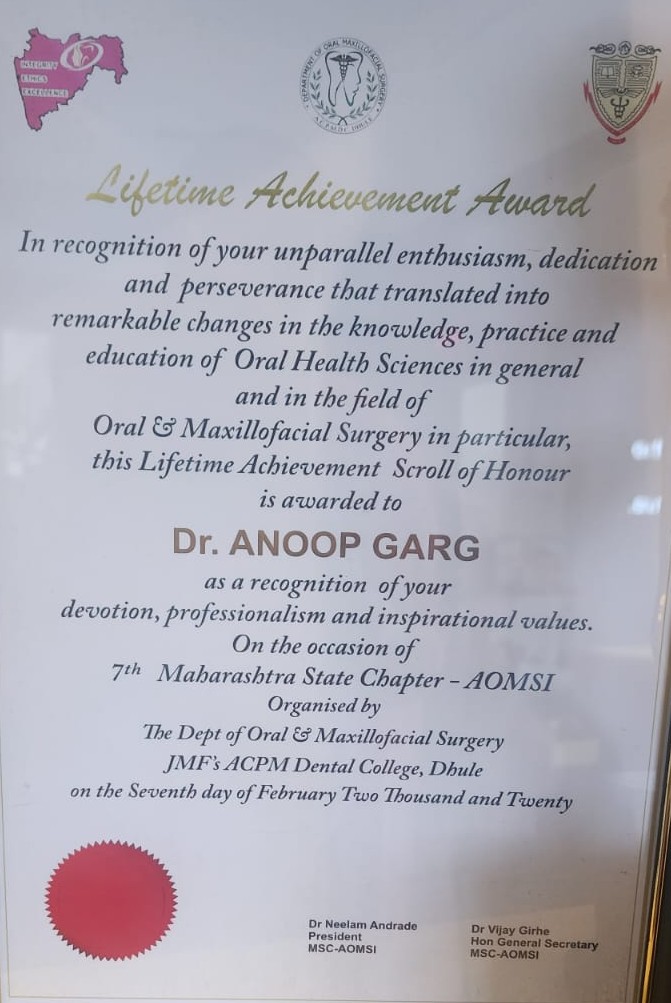 INTEGRITY
ETHICS
EXCELLENCE
DEPARTMENT OF ORAL MAXILLOFACIAL SURGERY
Lifetime Achievement Award
In recognition of your unparallel enthusiasm, dedication
and perseverance that translated into
remarkable changes in the knowledge, practice and
education of Oral Health Sciences in general
and in the field of
Oral & Maxillofacial Surgery in particular,
this Lifetime Achievement Scroll of Honour
is awarded to
Dr. ANOOP GARG
as a recognition of your
devotion, professionalism and inspirational values.
On the occasion of
7th Maharashtra State Chapter - AOMSI
Organised by
The Dept of Oral & Maxillofacial Surgery
JMF's ACPM Dental College, Dhule
on the Seventh day of February Two Thousand and Twenty
Dr Neelam Andrade
President
MSC-AOMSI
Dr Vijay Girhe
Hon General Secretary
MSC-AOMSI